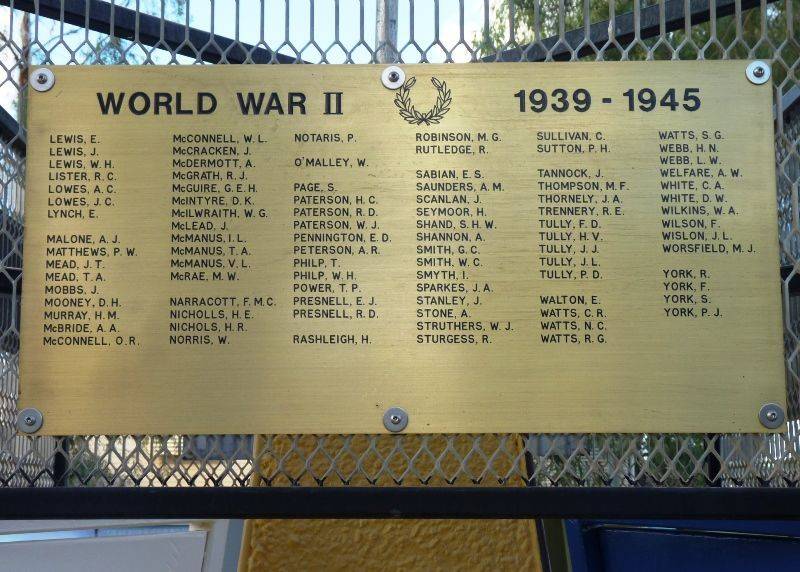 WORLD WAR II
1939 - 1945
LEWIS, E.
LEWIS, J.
LEWIS, W. H.
LISTER, R. C.
LOWES, A. C.
LOWES, J. C.
LYNCH, E.
MALONE, A. J.
MATTHEWS, P. W.
MEAD, J. T.
MEAD, T. A.
MOBBS, J.
MOONEY, D. H.
MURRAY, H. M.
McBRIDE, A. A.
McCONNELL, O. R.
McCONNELL, W. L.
McCRACKEN, J.
McDERMOTT, A.
McGRATH, R. J.
McGUIRE, G. E. H.
McINTYRE, D. K.
McILWRAITH, W. G.
McLEAD, J.
McMANUS, I. L.
McMANUS, T. A.
McMANUS, V. L.
McRAE, M. W.
NARRACOTT, F. M. C.
NICHOLLS, H. E.
NICHOLS, H. R.
NORRIS, W.
NOTARIS, P.
O'MALLEY, W.
PAGE, S.
PATERSON, H. C.
PATERSON, R. D.
PATERSON, W. J.
PENNINGTON, E. D.
PETERSON, A. R.
PHILP, T.
PHILP, W. H.
POWER, T. P.
PRESNELL, E. J.
PRESNELL, R. D.
RASHLEIGH, H.
ROBINSON, M. G.
RUTLEDGE, R.
SABIAN, E. S.
SAUNDERS, A. M.
SCANLAN, J.
SEYMOOR, H.
SHAND, S. H. W.
SHANNON, A.
SMITH, G. C.
SMITH, W. C.
SMYTH, I.
SPARKES, J. A.
STANLEY, J.
STONE, A.
STRUTHERS, W. J.
STURGESS, R.
SULLIVAN, C.
SUTTON, P. H.
TANNOCK, J.
THOMPSON, M. F.
THORNELY, J. A.
TRENNERY, R. E.
TULLY, F. D.
TULLY, H. V.
TULLY, J. J.
TULLY, J. L.
TULLY, P. D.
WALTON, E.
WATTS, C. R.
WATTS, N. C.
WATTS, R. G.
WATTS, S. G.
WEBB, H. N.
WEBB, L. W.
WELFARE, A. W.
WHITE, C. A.
WHITE, D. W.
WILKINS, W. A.
WILSON, F.
WISLON, J. L.
WORSFIELD, M. J.
YORK, R.
YORK, F.
YORK, S.
YORK, P. J.